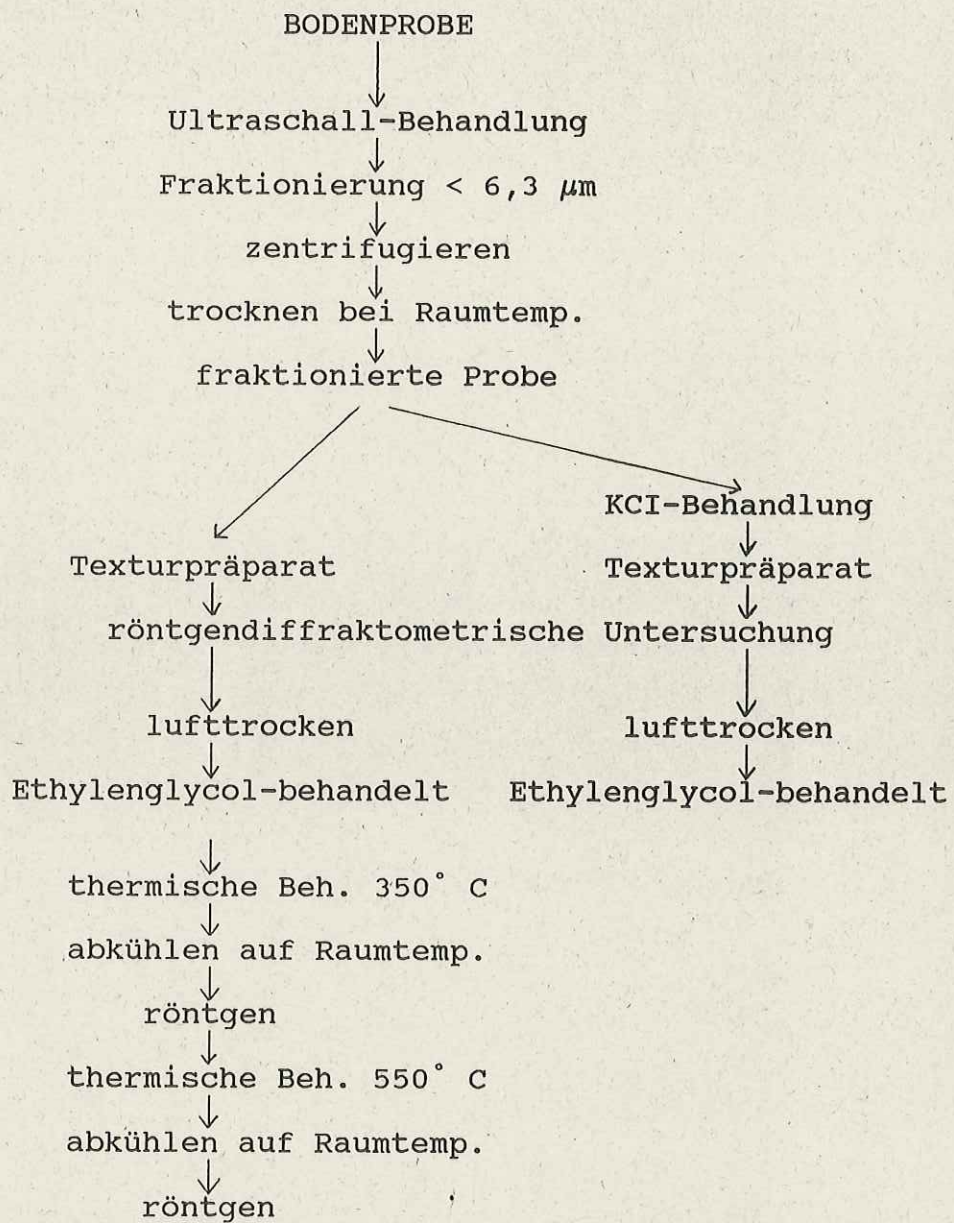 BODENPROBE
Ultraschall-Behandlung
Fraktionierung < 6,3 μm
zentrifugieren
trocknen bei Raumtemp.
fraktionierte Probe
KCI-Behandlung
Texturpräparat Texturpräparat
röntgendiffraktometrische Untersuchung
lufttrocken lufttrocken
Ethylenglycol-behandelt Ethylenglycol-behandelt
thermische Beh. 350° C
abkühlen auf Raumtemp.
röntgen
thermische Beh. 550° C
abkühlen auf Raumtemp.
röntgen